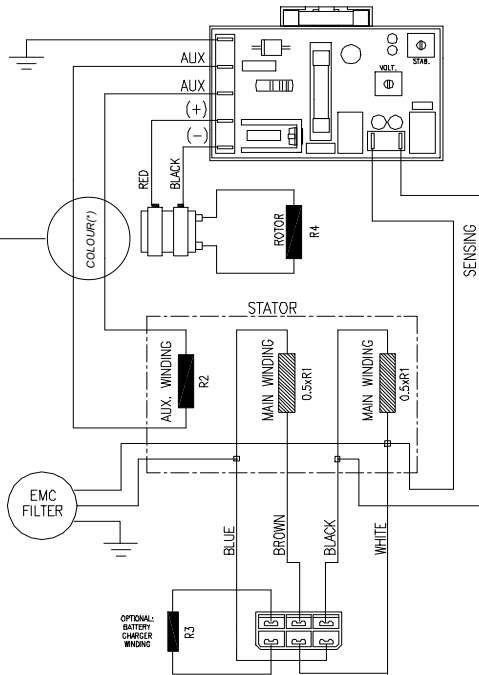 AUX
AUX
(+)
(-)
VOLT.
STAB.
RED
BLACK
COLOUR(*)
ROTOR
R4
SENSING
STATOR
AUX. WINDING
R2
MAIN WINDING
0.5xR1
MAIN WINDING
0.5xR1
EMC
FILTER
BLUE
BROWN
BLACK
WHITE
OPTIONAL:
BATTERY
CHARGER
WINDING
R3